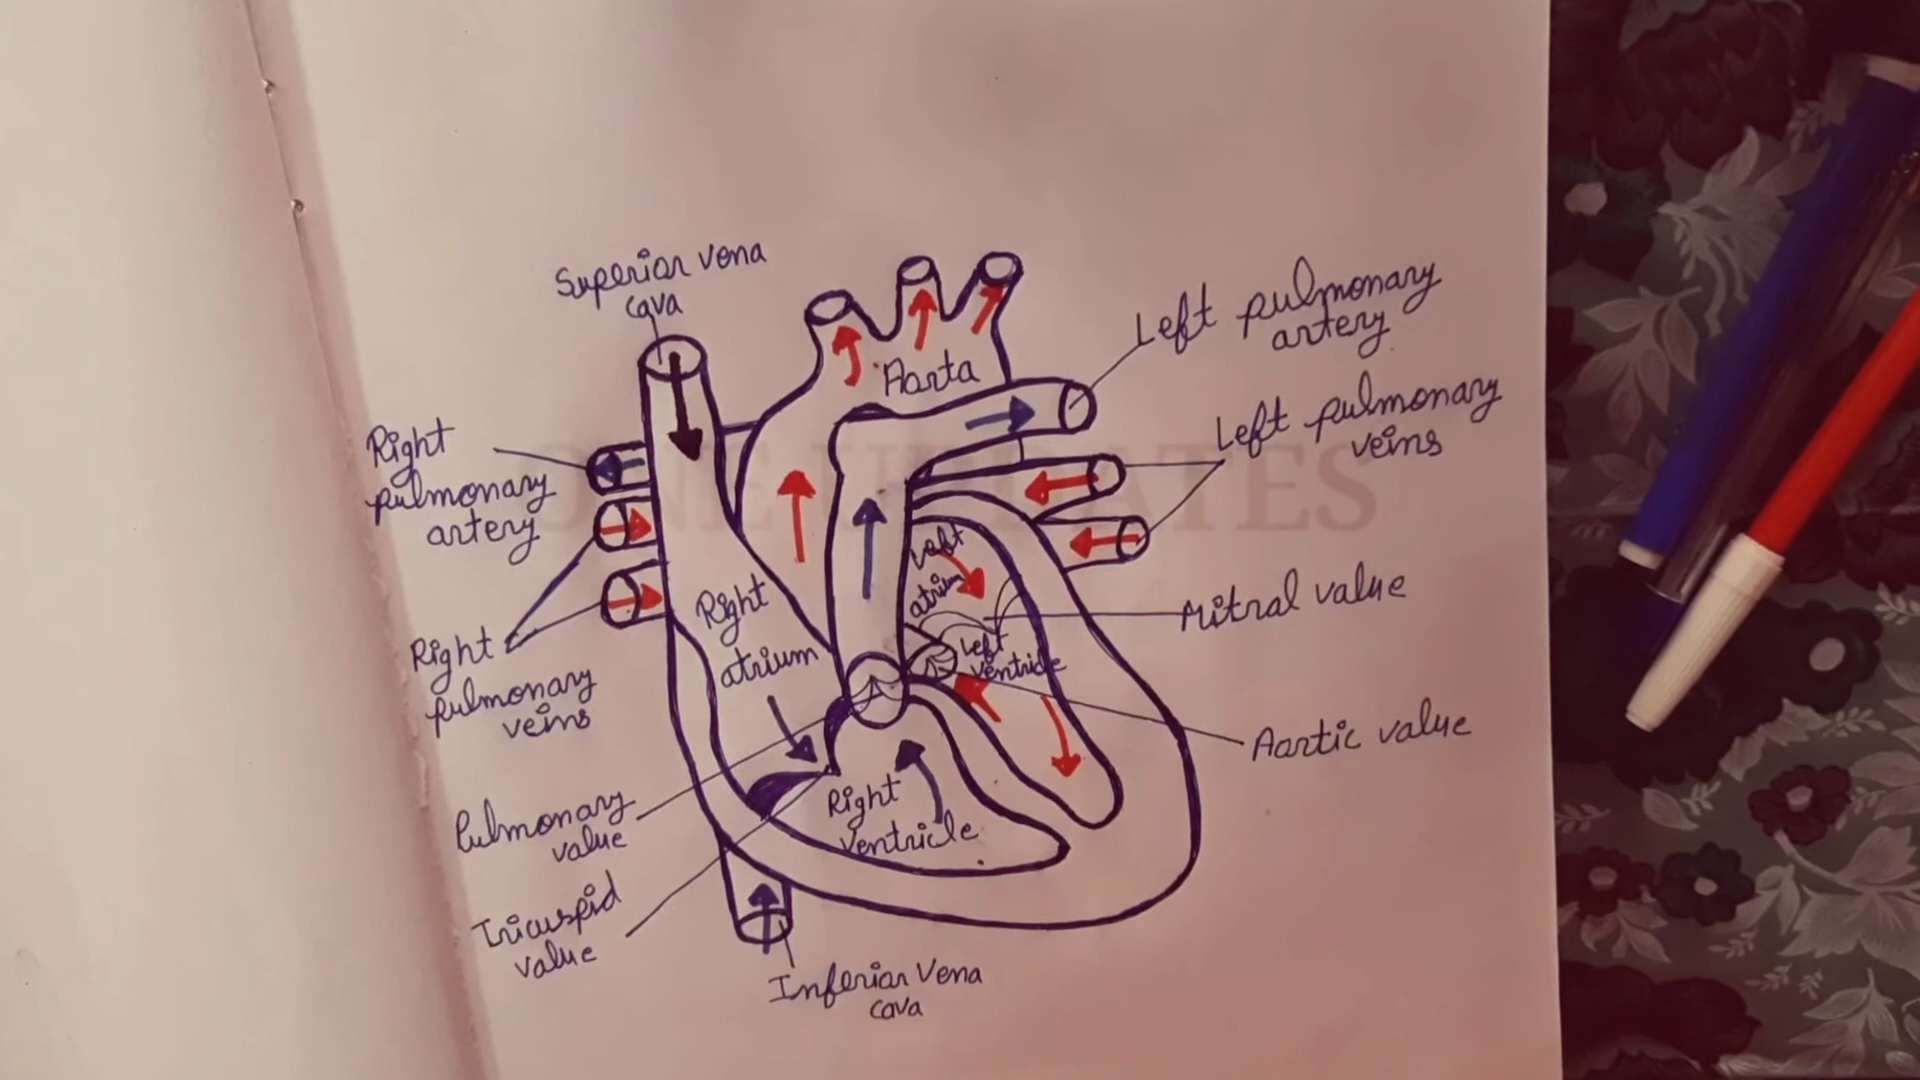 Superior vena
cava
Aorta
Left pulmonary
artery
Left pulmonary
veins
Right
pulmonary
artery
Right
pulmonary
veins
Right
atrium
Left
atrium
Left
ventricle
Mitral value
Aortic value
Right
ventricle
Pulmonary
value
Tricuspid
value
Inferior Vena
cava